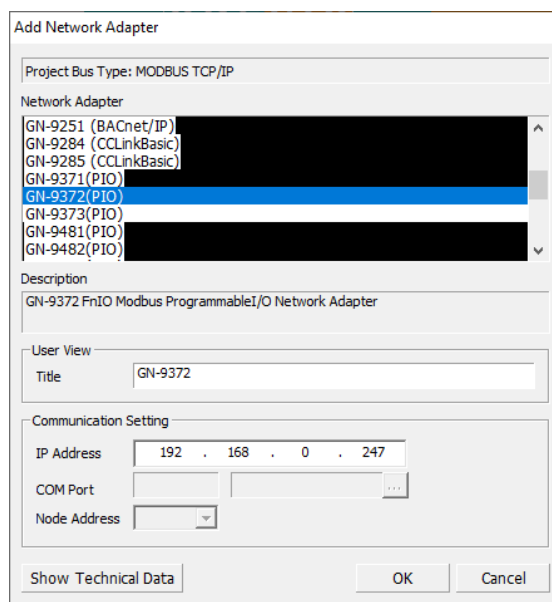 Add Network Adapter
Project Bus Type: MODBUS TCP/IP
Network Adapter
GN-9251 (BACnet/IP)
GN-9284 (CCLinkBasic)
GN-9285 (CCLinkBasic)
GN-9371(PIO)
GN-9372(PIO)
GN-9373(PIO)
GN-9481(PIO)
GN-9482(PIO)
Description
GN-9372 FnIO Modbus ProgrammableI/O Network Adapter
User View
Title GN-9372
Communication Setting
IP Address 192 . 168 . 0 . 247
COM Port ...
Node Address
Show Technical Data OK Cancel